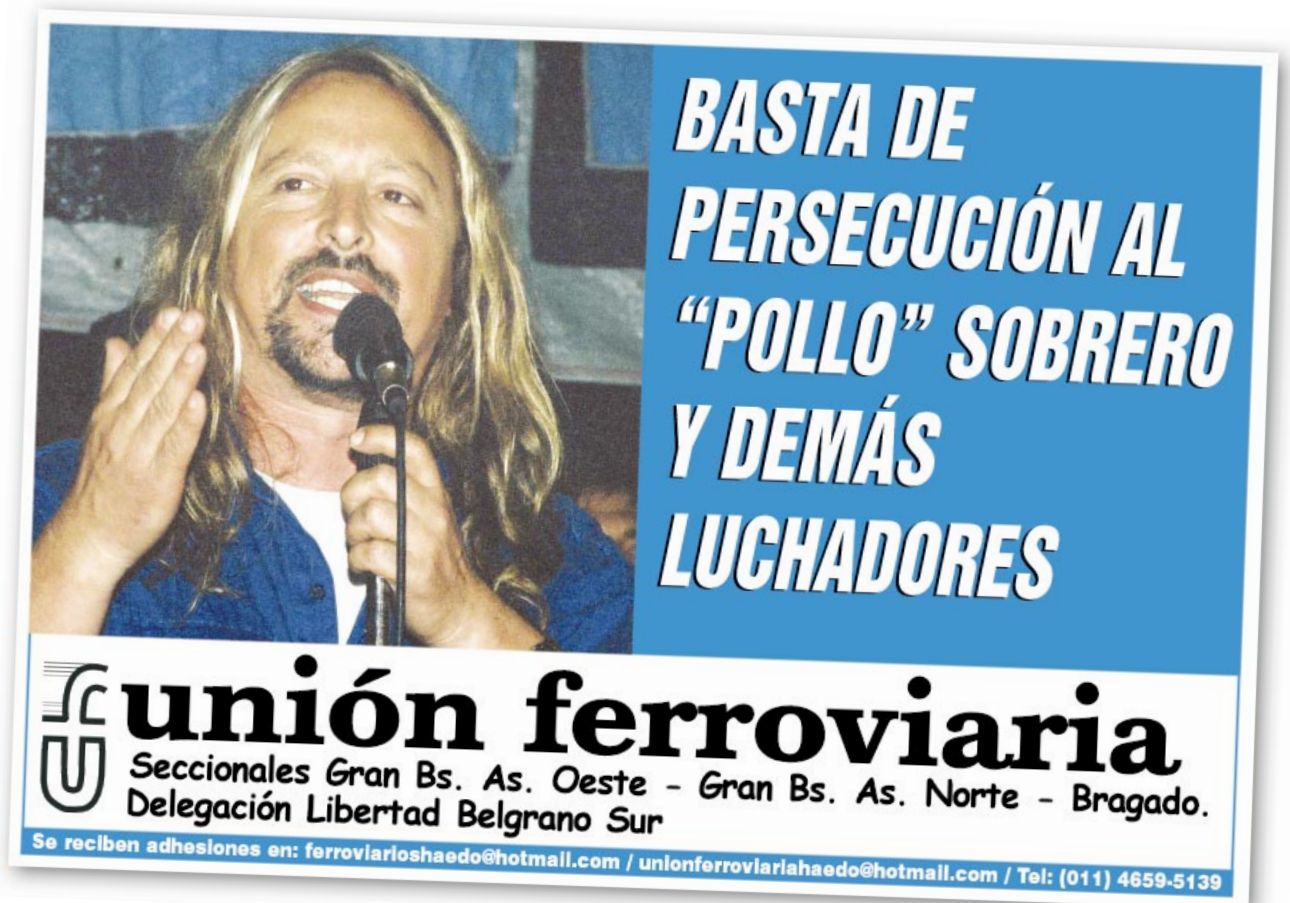 BASTA DE
PERSECUCIÓN AL
“POLLO” SOBRERO
Y DEMÁS
LUCHADORES
uf unión ferroviaria
Seccionales Gran Bs. As. Oeste - Gran Bs. As. Norte - Bragado.
Delegación Libertad Belgrano Sur
Se reciben adhesiones en: ferroviarioshaedo@hotmail.com / unionferroviariahaedo@hotmail.com / Tel: (011) 4659-5139